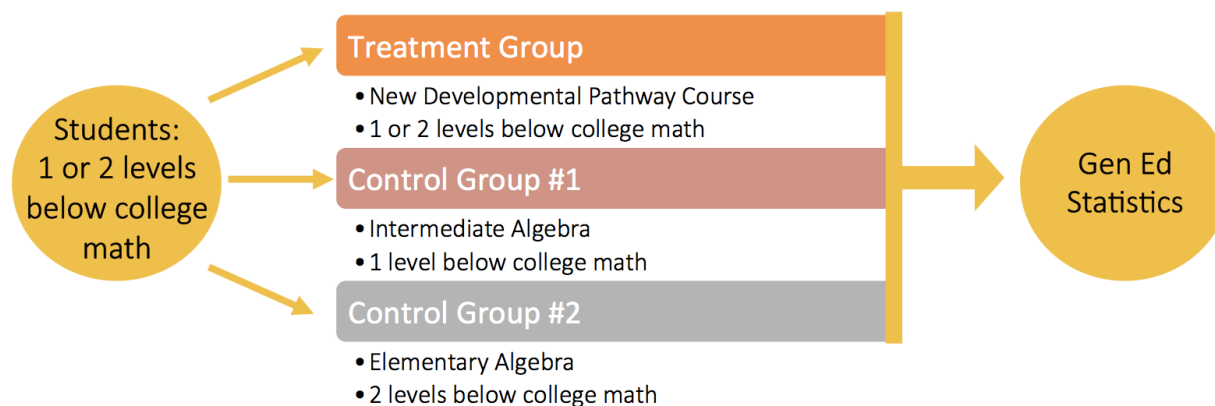 Students:
1 or 2 levels
below college
math
Treatment Group
• New Developmental Pathway Course
• 1 or 2 levels below college math
Control Group #1
• Intermediate Algebra
• 1 level below college math
Control Group #2
• Elementary Algebra
• 2 levels below college math
Gen Ed
Statistics